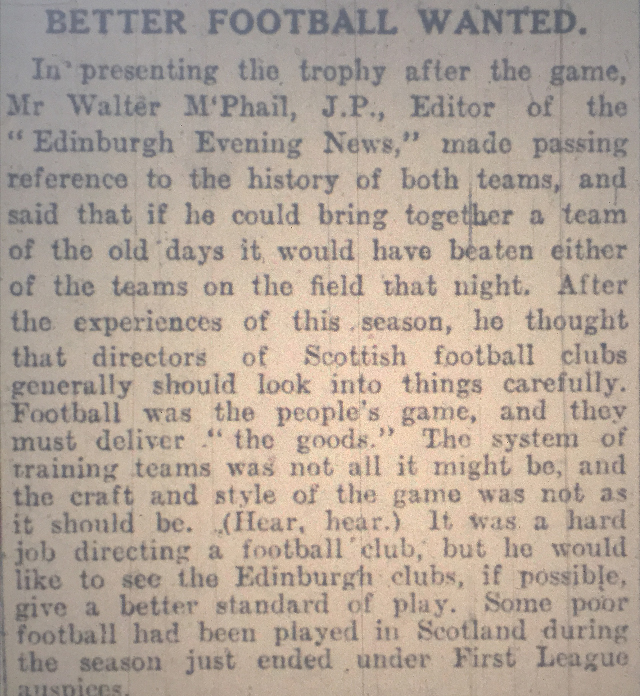 BETTER FOOTBALL WANTED.
In presenting the trophy after the game,
Mr Walter M'Phail, J.P., Editor of the
"Edinburgh Evening News," made passing
reference to the history of both teams, and
said that if he could bring together a team
of the old days it would have beaten either
of the teams on the field that night. After
the experiences of this season, he thought
that directors of Scottish football clubs
generally should look into things carefully.
Football was the people's game, and they
must deliver "the goods." The system of
training teams was not all it might be, and
the craft and style of the game was not as
it should be. (Hear, hear.) It was a hard
job directing a football club, but he would
like to see the Edinburgh clubs, if possible,
give a better standard of play. Some poor
football had been played in Scotland during
the season just ended under First League
auspices.